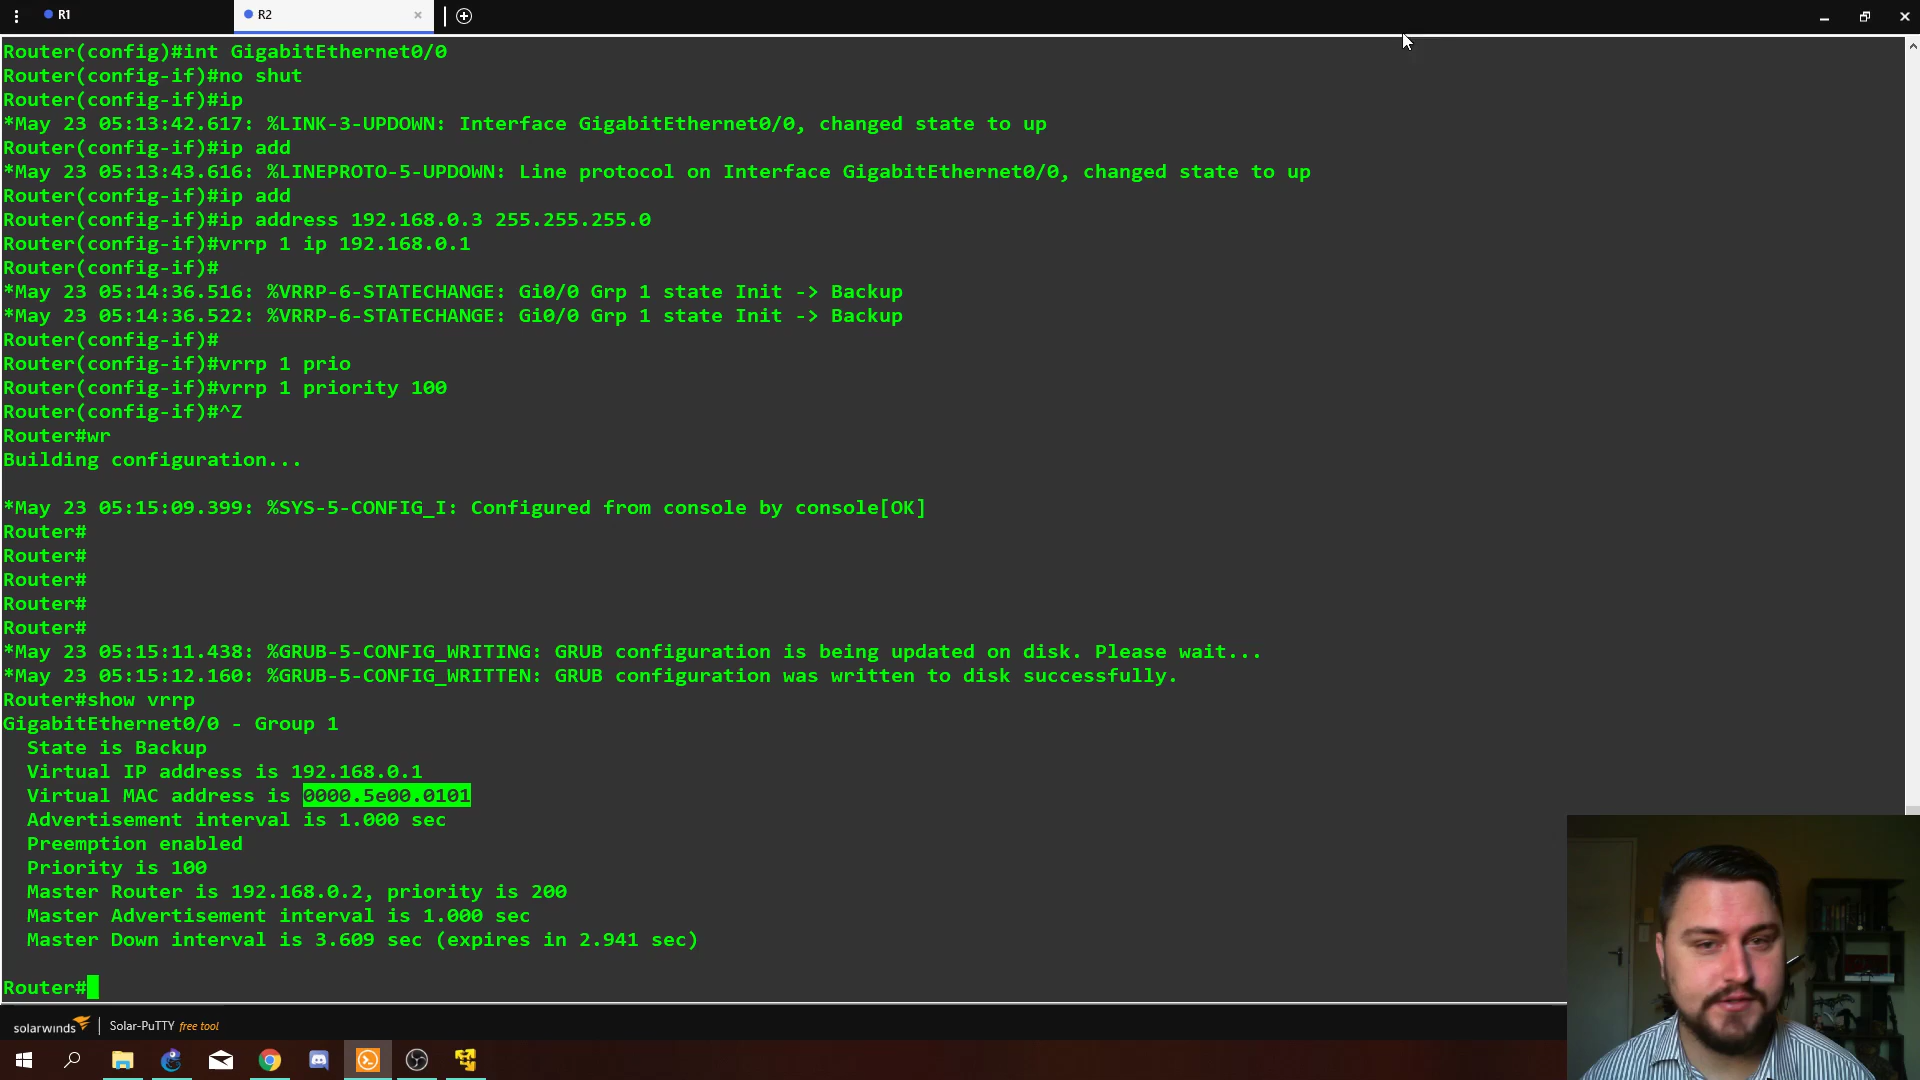 R1
R2
Router(config)#int GigabitEthernet0/0
Router(config-if)#no shut
Router(config-if)#ip
*May 23 05:13:42.617: %LINK-3-UPDOWN: Interface GigabitEthernet0/0, changed state to up
Router(config-if)#ip add
*May 23 05:13:43.616: %LINEPROTO-5-UPDOWN: Line protocol on Interface GigabitEthernet0/0, changed state to up
Router(config-if)#ip add
Router(config-if)#ip address 192.168.0.3 255.255.255.0
Router(config-if)#vrrp 1 ip 192.168.0.1
Router(config-if)#
*May 23 05:14:36.516: %VRRP-6-STATECHANGE: Gi0/0 Grp 1 state Init -> Backup
*May 23 05:14:36.522: %VRRP-6-STATECHANGE: Gi0/0 Grp 1 state Init -> Backup
Router(config-if)#
Router(config-if)#vrrp 1 prio
Router(config-if)#vrrp 1 priority 100
Router(config-if)#^Z
Router#wr
Building configuration...
*May 23 05:15:09.399: %SYS-5-CONFIG_I: Configured from console by console[OK]
Router#
Router#
Router#
Router#
Router#
*May 23 05:15:11.438: %GRUB-5-CONFIG_WRITING: GRUB configuration is being updated on disk. Please wait...
*May 23 05:15:12.160: %GRUB-5-CONFIG_WRITTEN: GRUB configuration was written to disk successfully.
Router#show vrrp
GigabitEthernet0/0 - Group 1
State is Backup
Virtual IP address is 192.168.0.1
Virtual MAC address is 0000.5e00.0101
Advertisement interval is 1.000 sec
Preemption enabled
Priority is 100
Master Router is 192.168.0.2, priority is 200
Master Advertisement interval is 1.000 sec
Master Down interval is 3.609 sec (expires in 2.941 sec)
Router#
solarwinds | Solar-PuTTY free tool